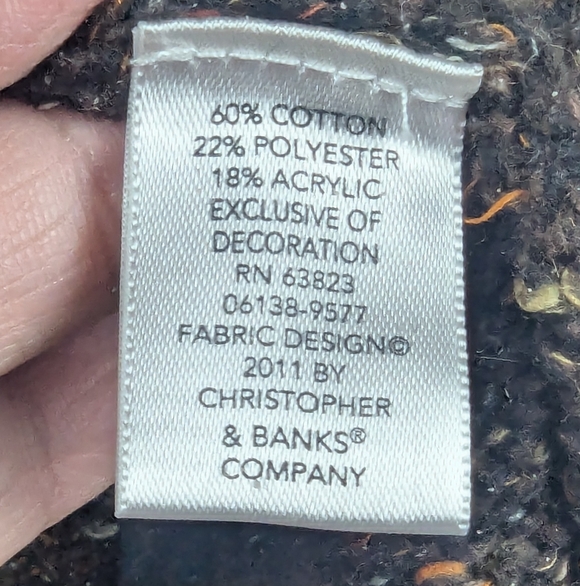 60% COTTON
22% POLYESTER
18% ACRYLIC
EXCLUSIVE OF
DECORATION
RN 63823
06138-9577
FABRIC DESIGN©
2011 BY
CHRISTOPHER
& BANKS®
COMPANY